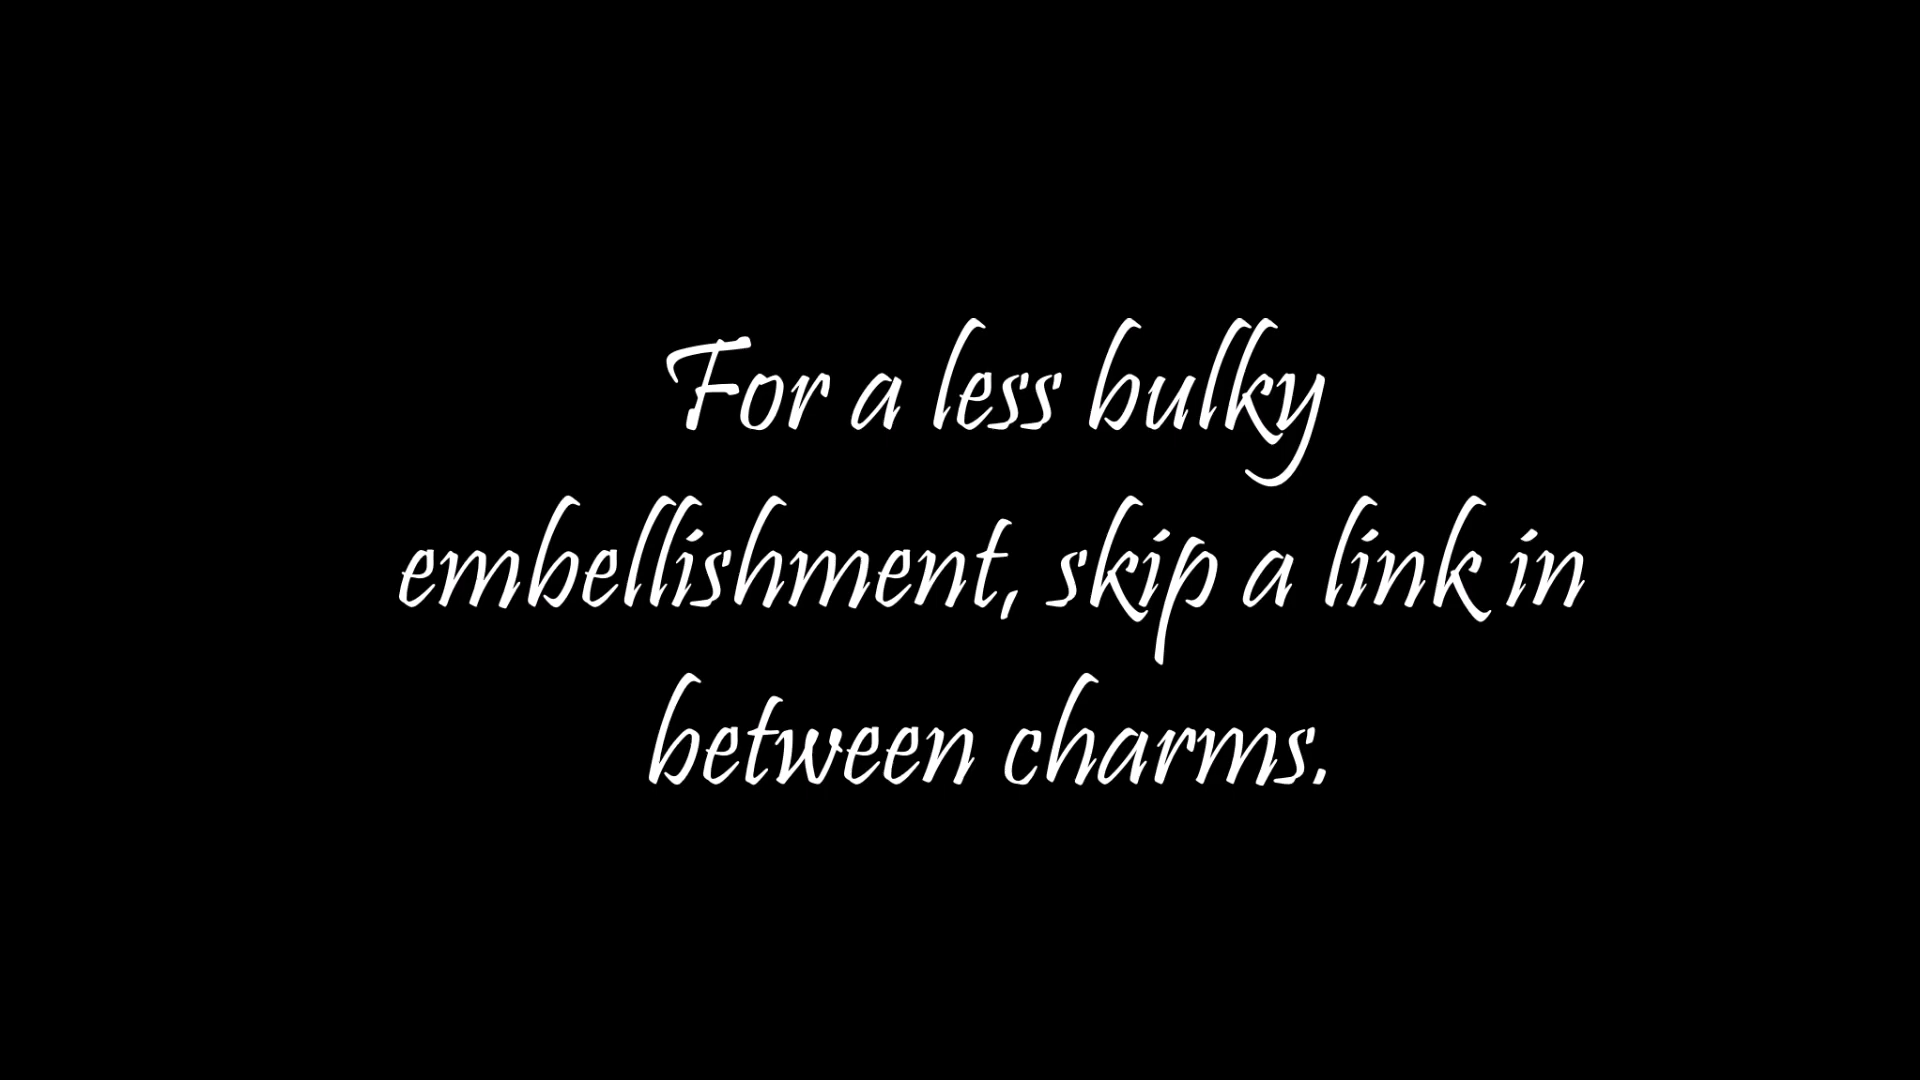 For a less bulky
embellishment, skip a link in
between charms.